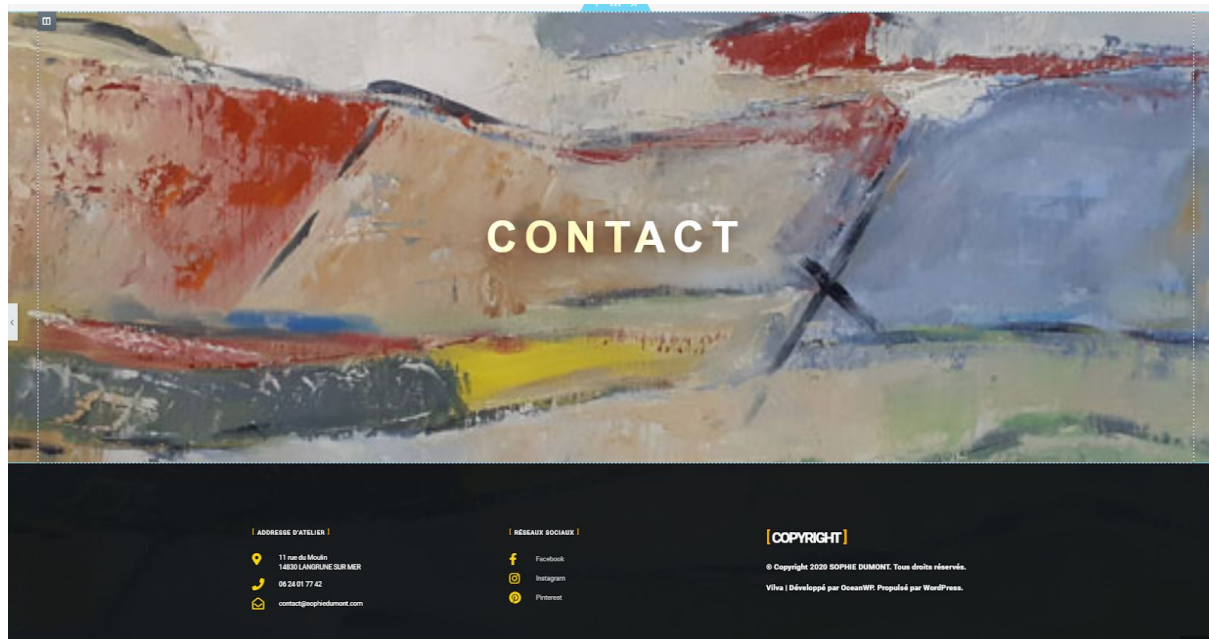 CONTACT
[ ADDRESSE D'ATELIER ]
11 rue du Moulin
14830 LANGRUNE SUR MER
06 24 01 77 42
contact@sophiedumont.com
[ RÉSEAUX SOCIAUX ]
Facebook
Instagram
Pinterest
[ COPYRIGHT ]
© Copyright 2020 SOPHIE DUMONT. Tous droits réservés.
Vilva | Développé par OceanWP. Propulsé par WordPress.